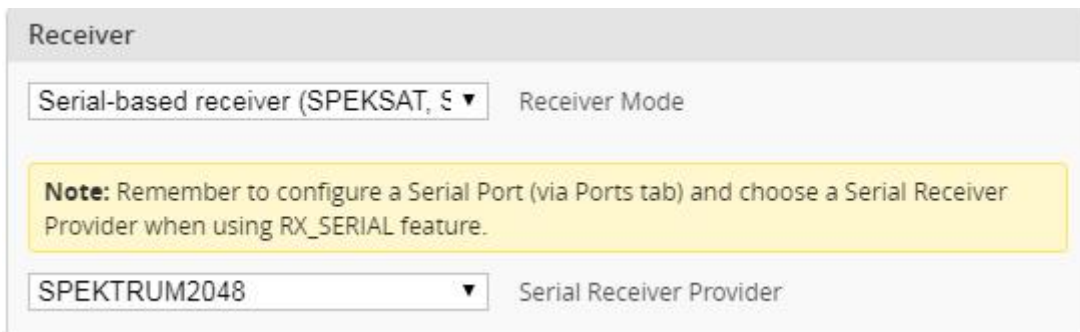 Receiver
Serial-based receiver (SPEKSAT, S
Receiver Mode
Note: Remember to configure a Serial Port (via Ports tab) and choose a Serial Receiver
Provider when using RX_SERIAL feature.
SPEKTRUM2048
Serial Receiver Provider